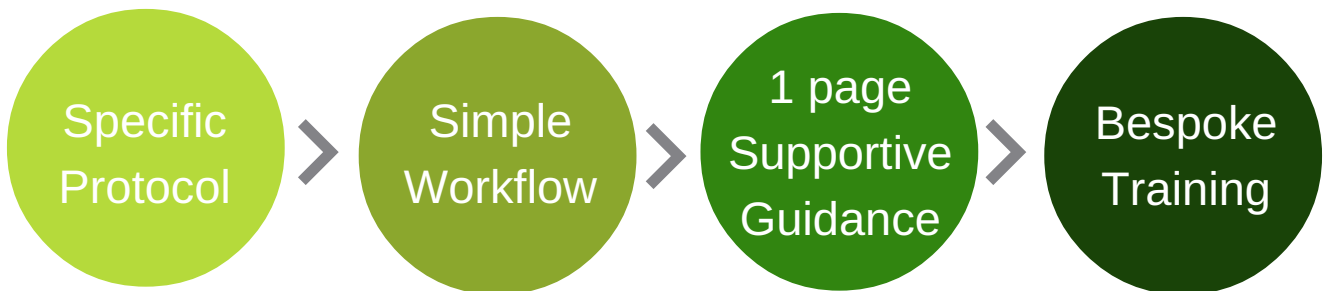 Specific
Protocol
Simple
Workflow
1 page
Supportive
Guidance
Bespoke
Training